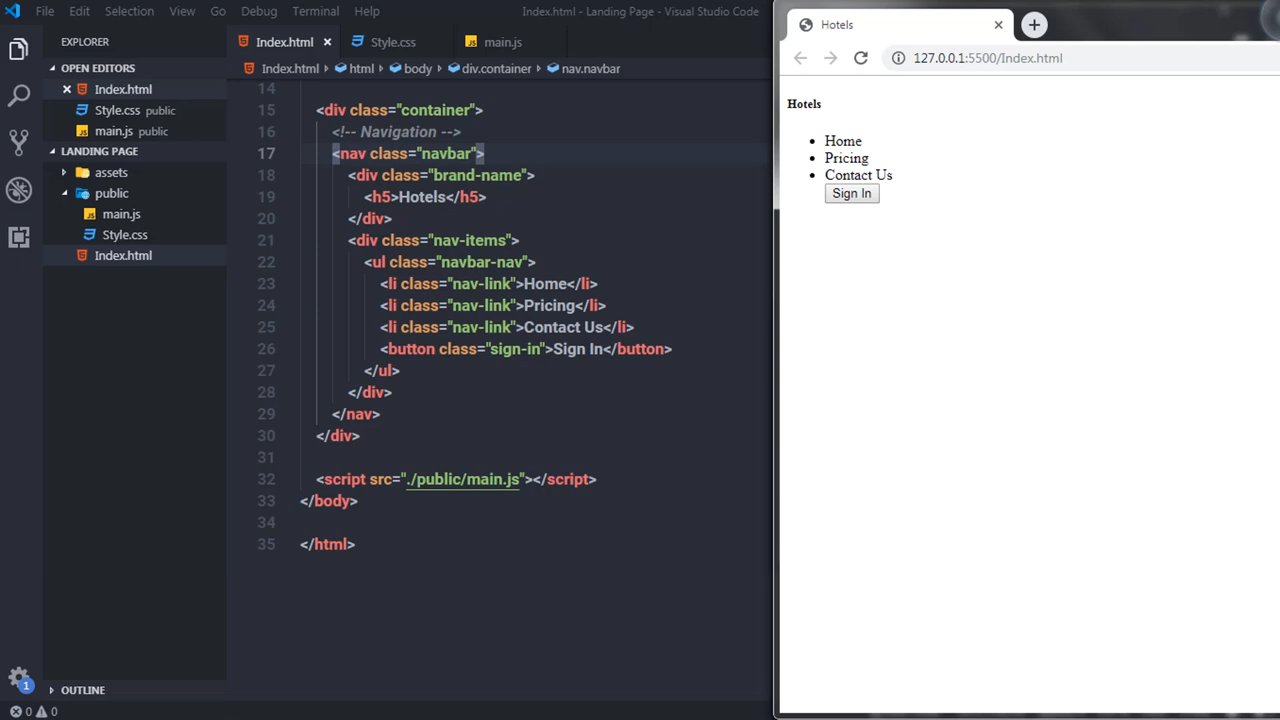 File Edit Selection View Go Debug Terminal Help Index.html - Landing Page - Visual Studio Code
EXPLORER
OPEN EDITORS
Index.html
Style.css public
main.js public
LANDING PAGE
assets
public
main.js
Style.css
Index.html
OUTLINE
1
0 0
Index.html Style.css main.js
Index.html html body div.container nav.navbar
14
15 <div class="container">
16 <!-- Navigation -->
17 <nav class="navbar">
18 <div class="brand-name">
19 <h5>Hotels</h5>
20 </div>
21 <div class="nav-items">
22 <ul class="navbar-nav">
23 <li class="nav-link">Home</li>
24 <li class="nav-link">Pricing</li>
25 <li class="nav-link">Contact Us</li>
26 <button class="sign-in">Sign In</button>
27 </ul>
28 </div>
29 </nav>
30 </div>
31
32 <script src="./public/main.js"></script>
33 </body>
34
35 </html>
Hotels
127.0.0.1:5500/Index.html
Hotels
Home
Pricing
Contact Us
Sign In